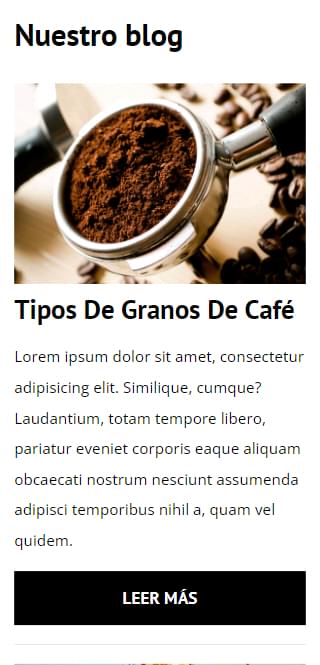 Nuestro blog
Tipos De Granos De Café
Lorem ipsum dolor sit amet, consectetur
adipisicing elit. Similique, cumque?
Laudantium, totam tempore libero,
pariatur eveniet corporis eaque aliquam
obcaecati nostrum nesciunt assumenda
adipisci temporibus nihil a, quam vel
quidem.
LEER MÁS